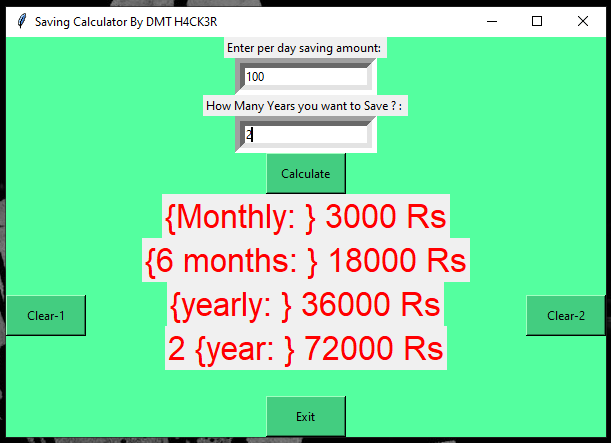 Saving Calculator By DMT H4CK3R
Enter per day saving amount:
100
How Many Years you want to Save ? :
2
Calculate
{Monthly: } 3000 Rs
{6 months: } 18000 Rs
{yearly: } 36000 Rs
Clear-1
Clear-2
2 {year: } 72000 Rs
Exit